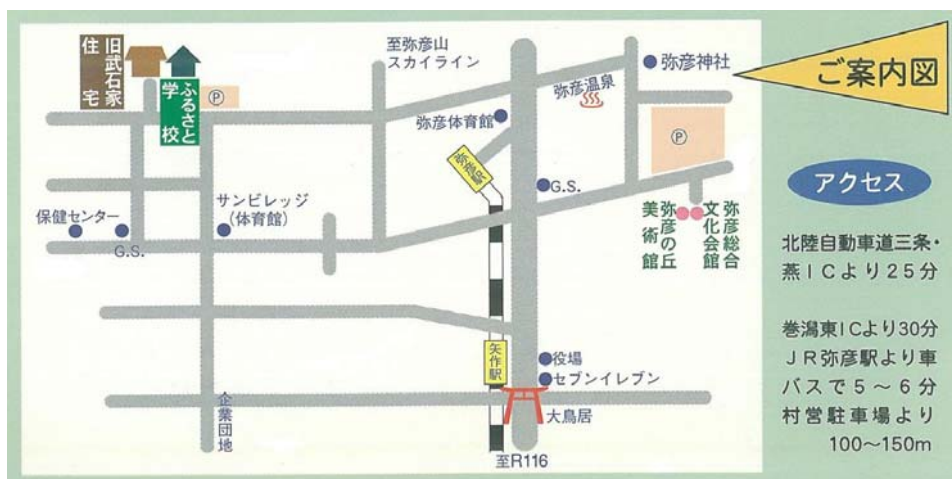 旧武石家
住宅
ふるさと
学校
Ⓟ
至弥彦山
スカイライン
弥彦温泉
弥彦神社
ご案内図
弥彦体育館
Ⓟ
弥彦駅
G.S.
アクセス
保健センター
G.S.
サンビレッジ
(体育館)
弥彦の丘
美術館
弥彦総合
文化会館
北陸自動車道三条・
燕ICより25分
巻潟東ICより30分
JR弥彦駅より車
バスで5~6分
村営駐車場より
100~150m
矢作駅
役場
セブンイレブン
大鳥居
企業団地
至R116